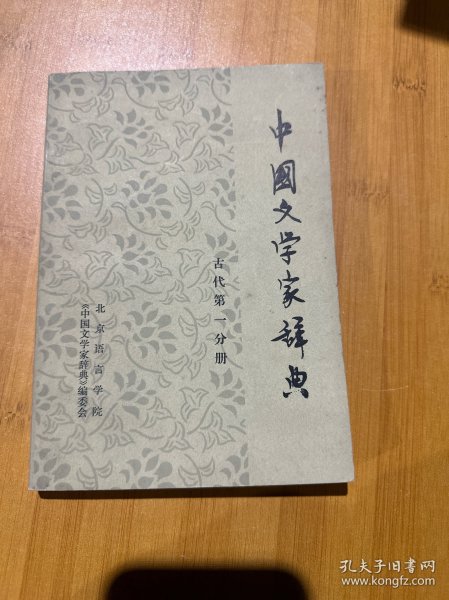 中國文学家辞典
古代第一分册
北京语言学院
《中国文学家辞典》编委会
孔夫子旧书网
www.kongfz.com